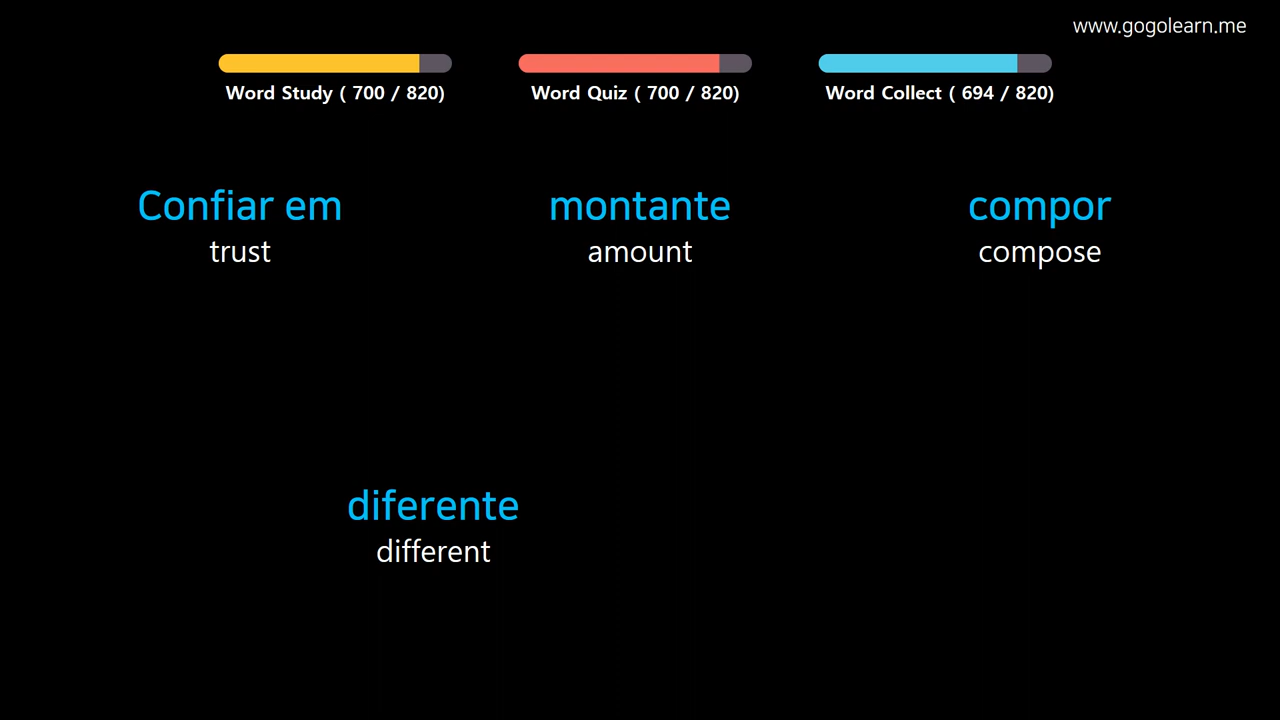 www.gogolearn.me
Word Study ( 700 / 820)
Word Quiz ( 700 / 820)
Word Collect ( 694 / 820)
Confiar em
trust
montante
amount
compor
compose
diferente
different